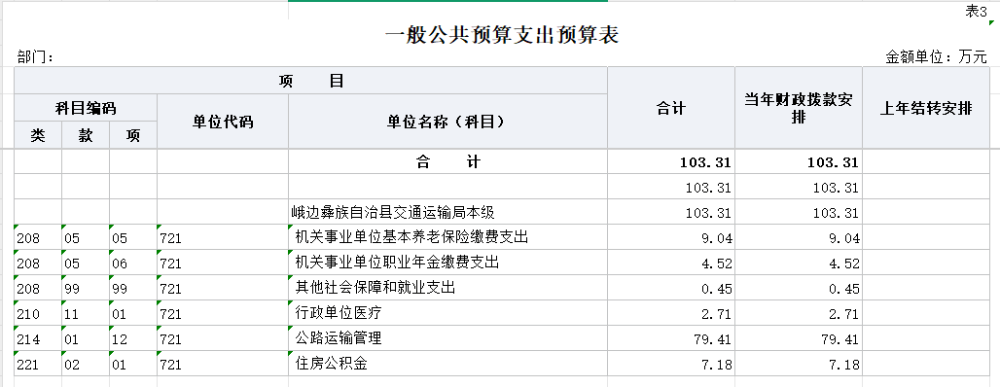 表3
一般公共预算支出预算表
部门： 金额单位：万元
项 目 合计 当年财政拨款安排 上年结转安排
科目编码 单位代码 单位名称（科目）
类 款 项
合 计 103.31 103.31
103.31 103.31
峨边彝族自治县交通运输局本级 103.31 103.31
208 05 05 721 机关事业单位基本养老保险缴费支出 9.04 9.04
208 05 06 721 机关事业单位职业年金缴费支出 4.52 4.52
208 99 99 721 其他社会保障和就业支出 0.45 0.45
210 11 01 721 行政单位医疗 2.71 2.71
214 01 12 721 公路运输管理 79.41 79.41
221 02 01 721 住房公积金 7.18 7.18